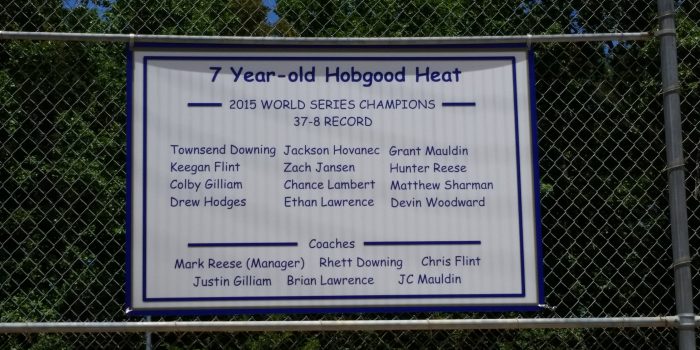 7 Year-old Hobgood Heat
2015 WORLD SERIES CHAMPIONS
37-8 RECORD
Townsend Downing Jackson Hovanec Grant Mauldin
Keegan Flint Zach Jansen Hunter Reese
Colby Gilliam Chance Lambert Matthew Sharman
Drew Hodges Ethan Lawrence Devin Woodward
Coaches
Mark Reese (Manager) Rhett Downing Chris Flint
Justin Gilliam Brian Lawrence JC Mauldin